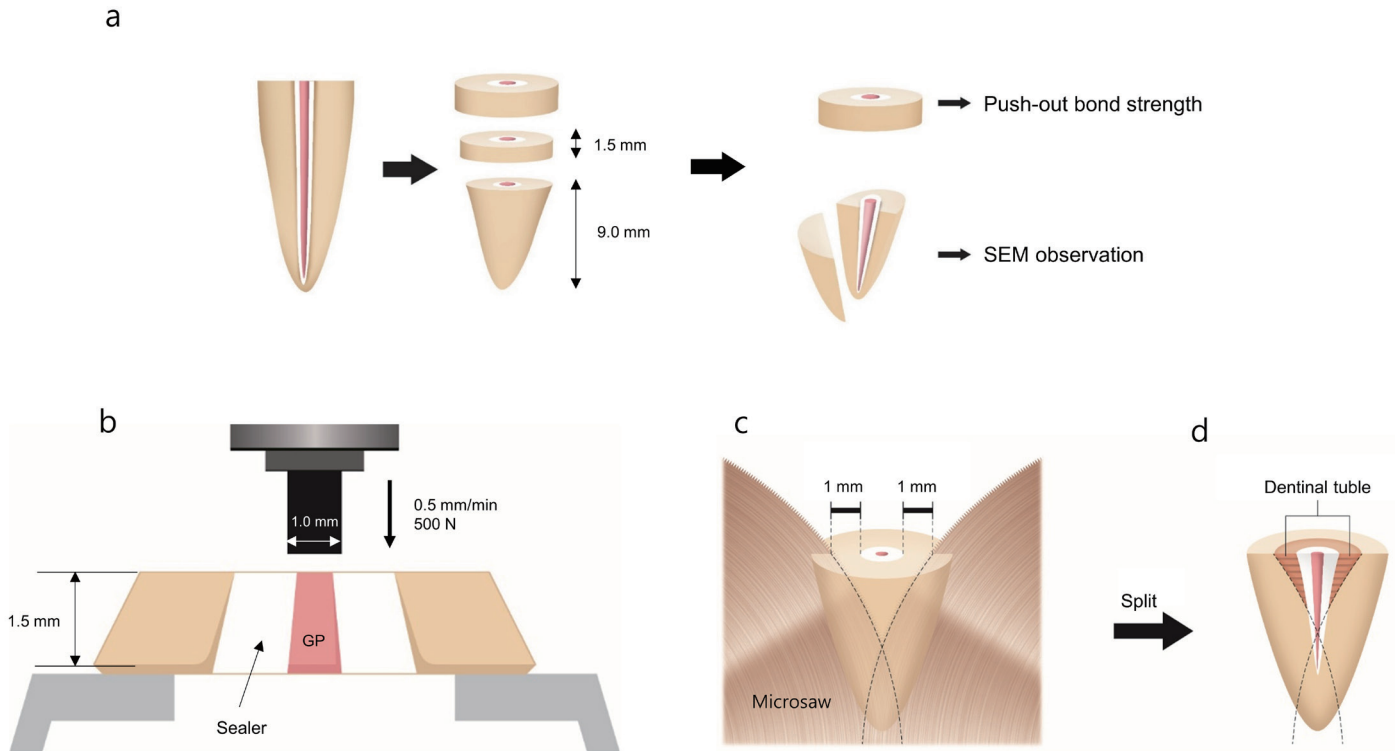 a
Push-out bond strength
1.5 mm
9.0 mm
SEM observation
b
0.5 mm/min
500 N
1.0 mm
1.5 mm
GP
Sealer
c
1 mm
1 mm
Microsaw
Split
d
Dentinal tuble